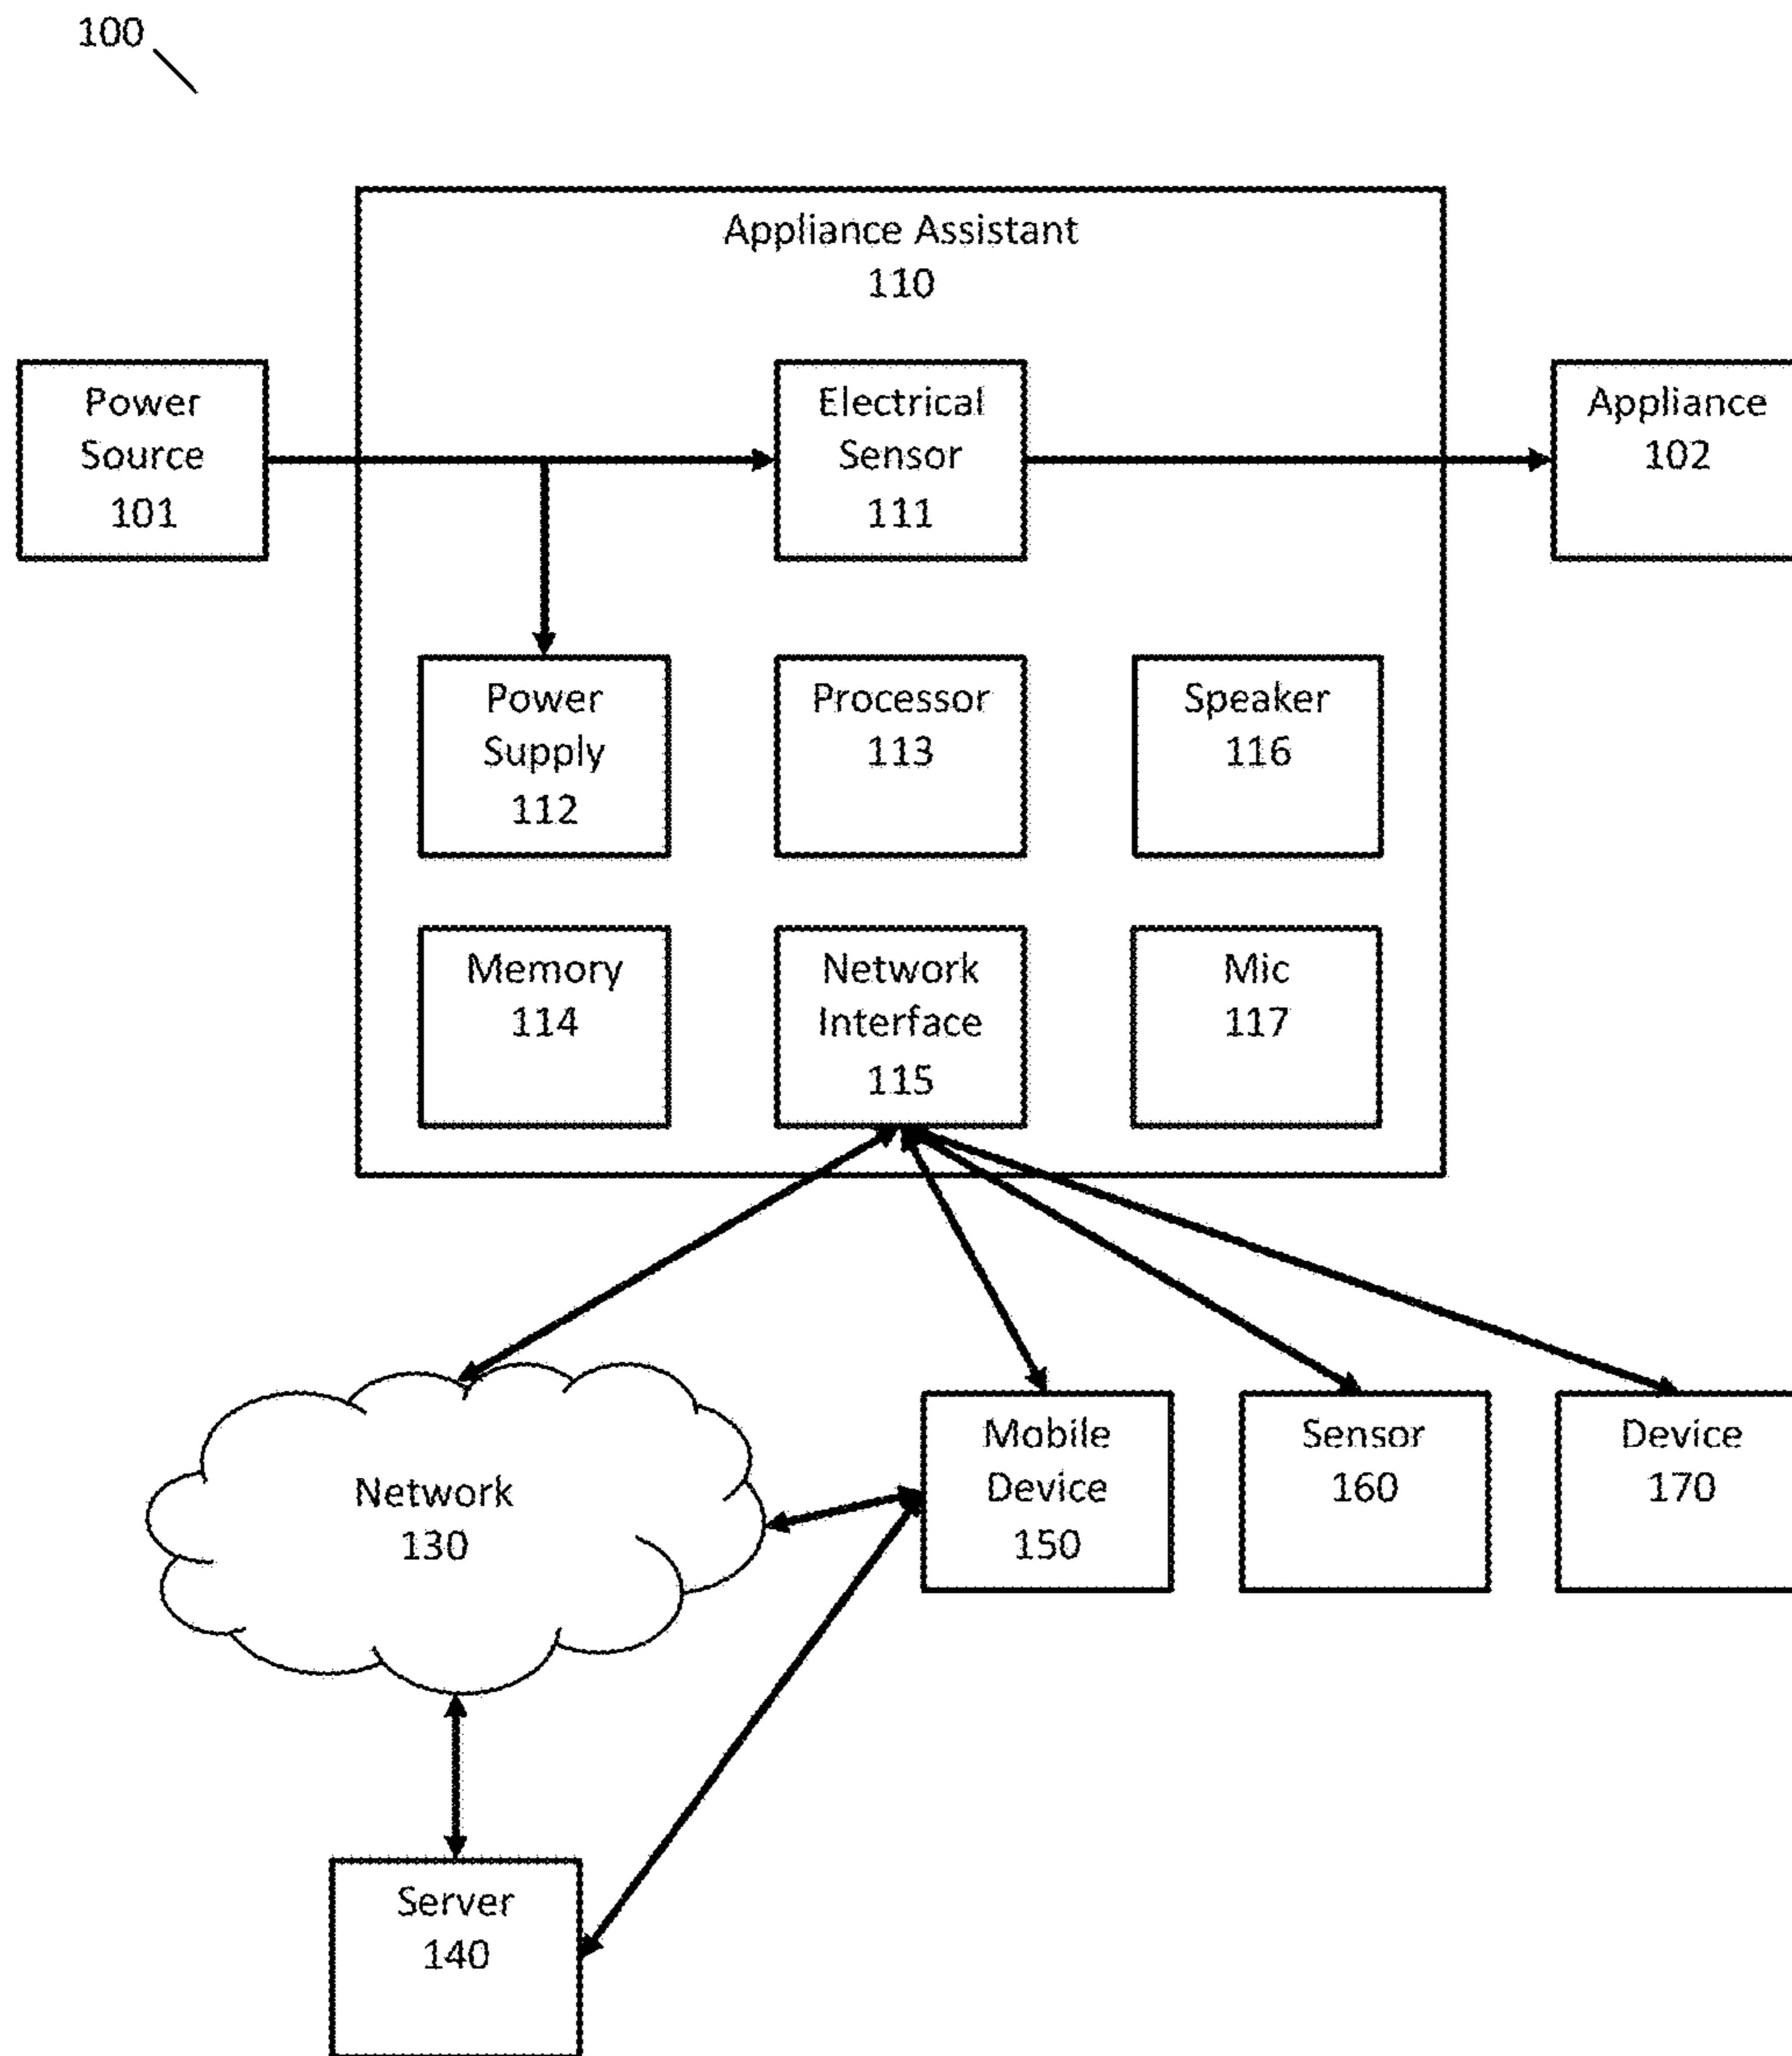 100
Appliance Assistant
110
Power
Source
101
Electrical
Sensor
111
Appliance
102
Power
Supply
112
Processor
113
Speaker
116
Memory
114
Network
Interface
115
Mic
117
Network
130
Mobile
Device
150
Sensor
160
Device
170
Server
140